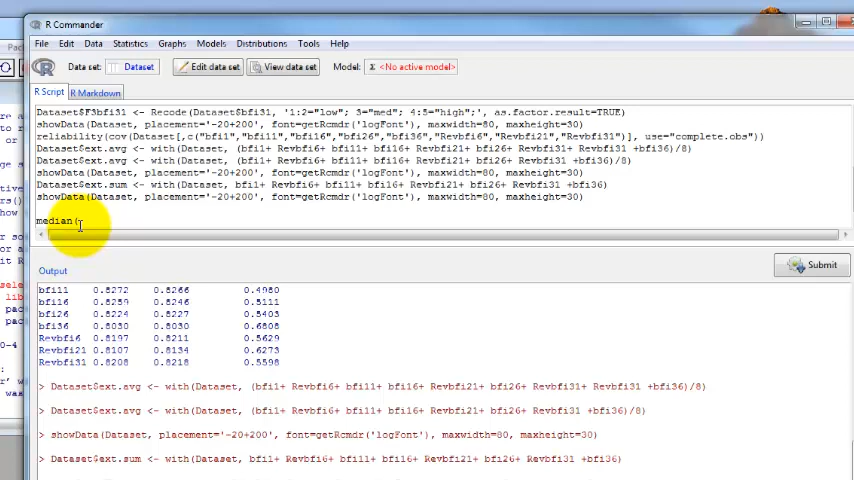 R Commander
File Edit Data Statistics Graphs Models Distributions Tools Help
Data set: Dataset Edit data set View data set Model: Σ <No active model>
R Script R Markdown
Dataset$F3bfi31 <- Recode(Dataset$bfi31, '1:2="low"; 3="med"; 4:5="high";', as.factor.result=TRUE)
showData(Dataset, placement='-20+200', font=getRcmdr('logFont'), maxwidth=80, maxheight=30)
reliability(cov(Dataset[,c("bfi1","bfi11","bfi16","bfi26","bfi36","Revbfi6","Revbfi21","Revbfi31")], use="complete.obs"))
Dataset$ext.avg <- with(Dataset, (bfi1+ Revbfi6+ bfi11+ bfi16+ Revbfi21+ bfi26+ Revbfi31+ Revbfi31 +bfi36)/8)
Dataset$ext.avg <- with(Dataset, (bfi1+ Revbfi6+ bfi11+ bfi16+ Revbfi21+ bfi26+ Revbfi31 +bfi36)/8)
showData(Dataset, placement='-20+200', font=getRcmdr('logFont'), maxwidth=80, maxheight=30)
Dataset$ext.sum <- with(Dataset, bfi1+ Revbfi6+ bfi11+ bfi16+ Revbfi21+ bfi26+ Revbfi31 +bfi36)
showData(Dataset, placement='-20+200', font=getRcmdr('logFont'), maxwidth=80, maxheight=30)
median(
Output
Submit
bfi11 0.8272 0.8266 0.4980
bfi16 0.8259 0.8246 0.5111
bfi26 0.8224 0.8227 0.5403
bfi36 0.8030 0.8030 0.6808
Revbfi6 0.8197 0.8211 0.5629
Revbfi21 0.8107 0.8134 0.6273
Revbfi31 0.8208 0.8218 0.5598
> Dataset$ext.avg <- with(Dataset, (bfi1+ Revbfi6+ bfi11+ bfi16+ Revbfi21+ bfi26+ Revbfi31+ Revbfi31 +bfi36)/8)
> Dataset$ext.avg <- with(Dataset, (bfi1+ Revbfi6+ bfi11+ bfi16+ Revbfi21+ bfi26+ Revbfi31 +bfi36)/8)
> showData(Dataset, placement='-20+200', font=getRcmdr('logFont'), maxwidth=80, maxheight=30)
> Dataset$ext.sum <- with(Dataset, bfi1+ Revbfi6+ bfi11+ bfi16+ Revbfi21+ bfi26+ Revbfi31 +bfi36)